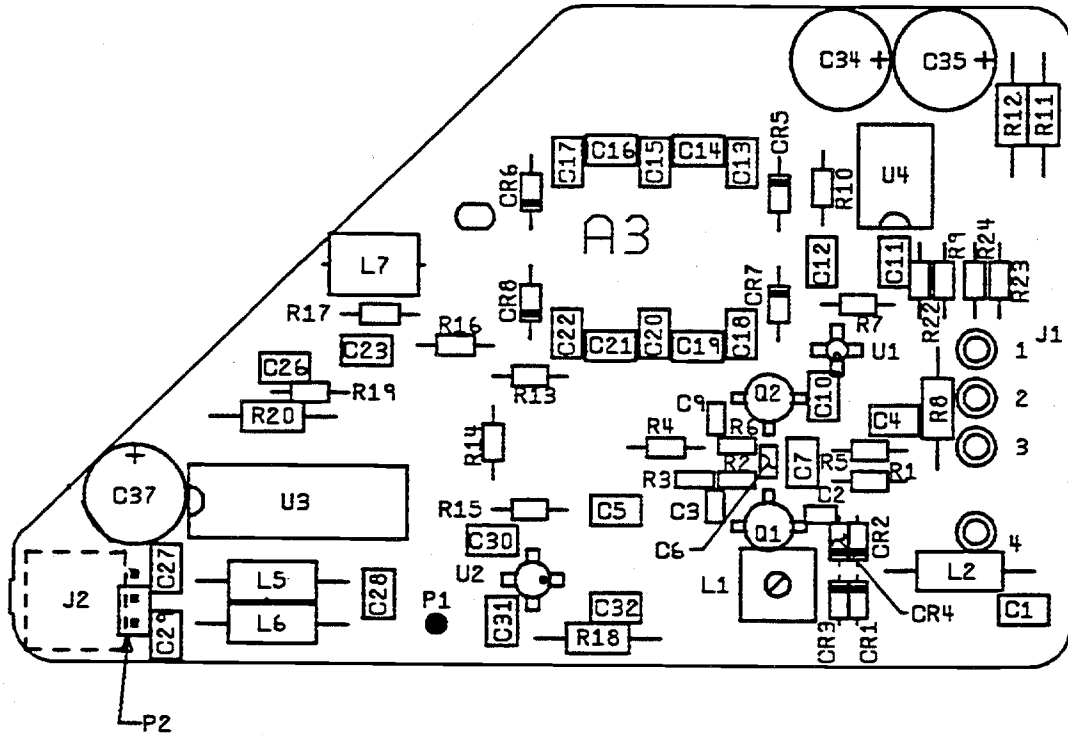 C34 +
C35 +
R12
R11
CR5
C17
C16
C15
C14
C13
CR6
R10
U4
A3
L7
C12
C11
R9
R24
R23
R22
CR8
CR7
R17
R16
C22
C21
C20
C19
C18
R7
U1
J1
1
2
3
4
C23
C26
R19
R13
R20
Q2
C10
C9
C4
R8
R14
R4
R6
R2
R3
C7
R5
R1
+
C37
U3
R15
C5
C3
C6
Q1
C2
CR2
C30
U2
C27
J2
L5
L6
C28
C29
P1
C31
C32
R18
L1
L2
CR4
C1
CR3
CR1
P2